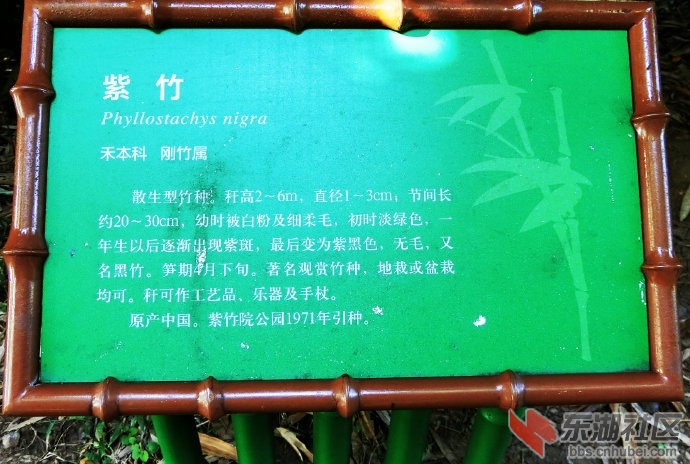 紫竹
Phyllostachys nigra
禾本科 刚竹属
散生型竹种。秆高2～6m，直径1～3cm；节间长
约20～30cm，幼时被白粉及细柔毛，初时淡绿色，一
年生以后逐渐出现紫斑，最后变为紫黑色，无毛，又
名黑竹。笋期4月下旬。著名观赏竹种，地栽或盆栽
均可。秆可作工艺品、乐器及手杖。
原产中国。紫竹院公园1971年引种。
东湖社区
bbs.cnhubei.com